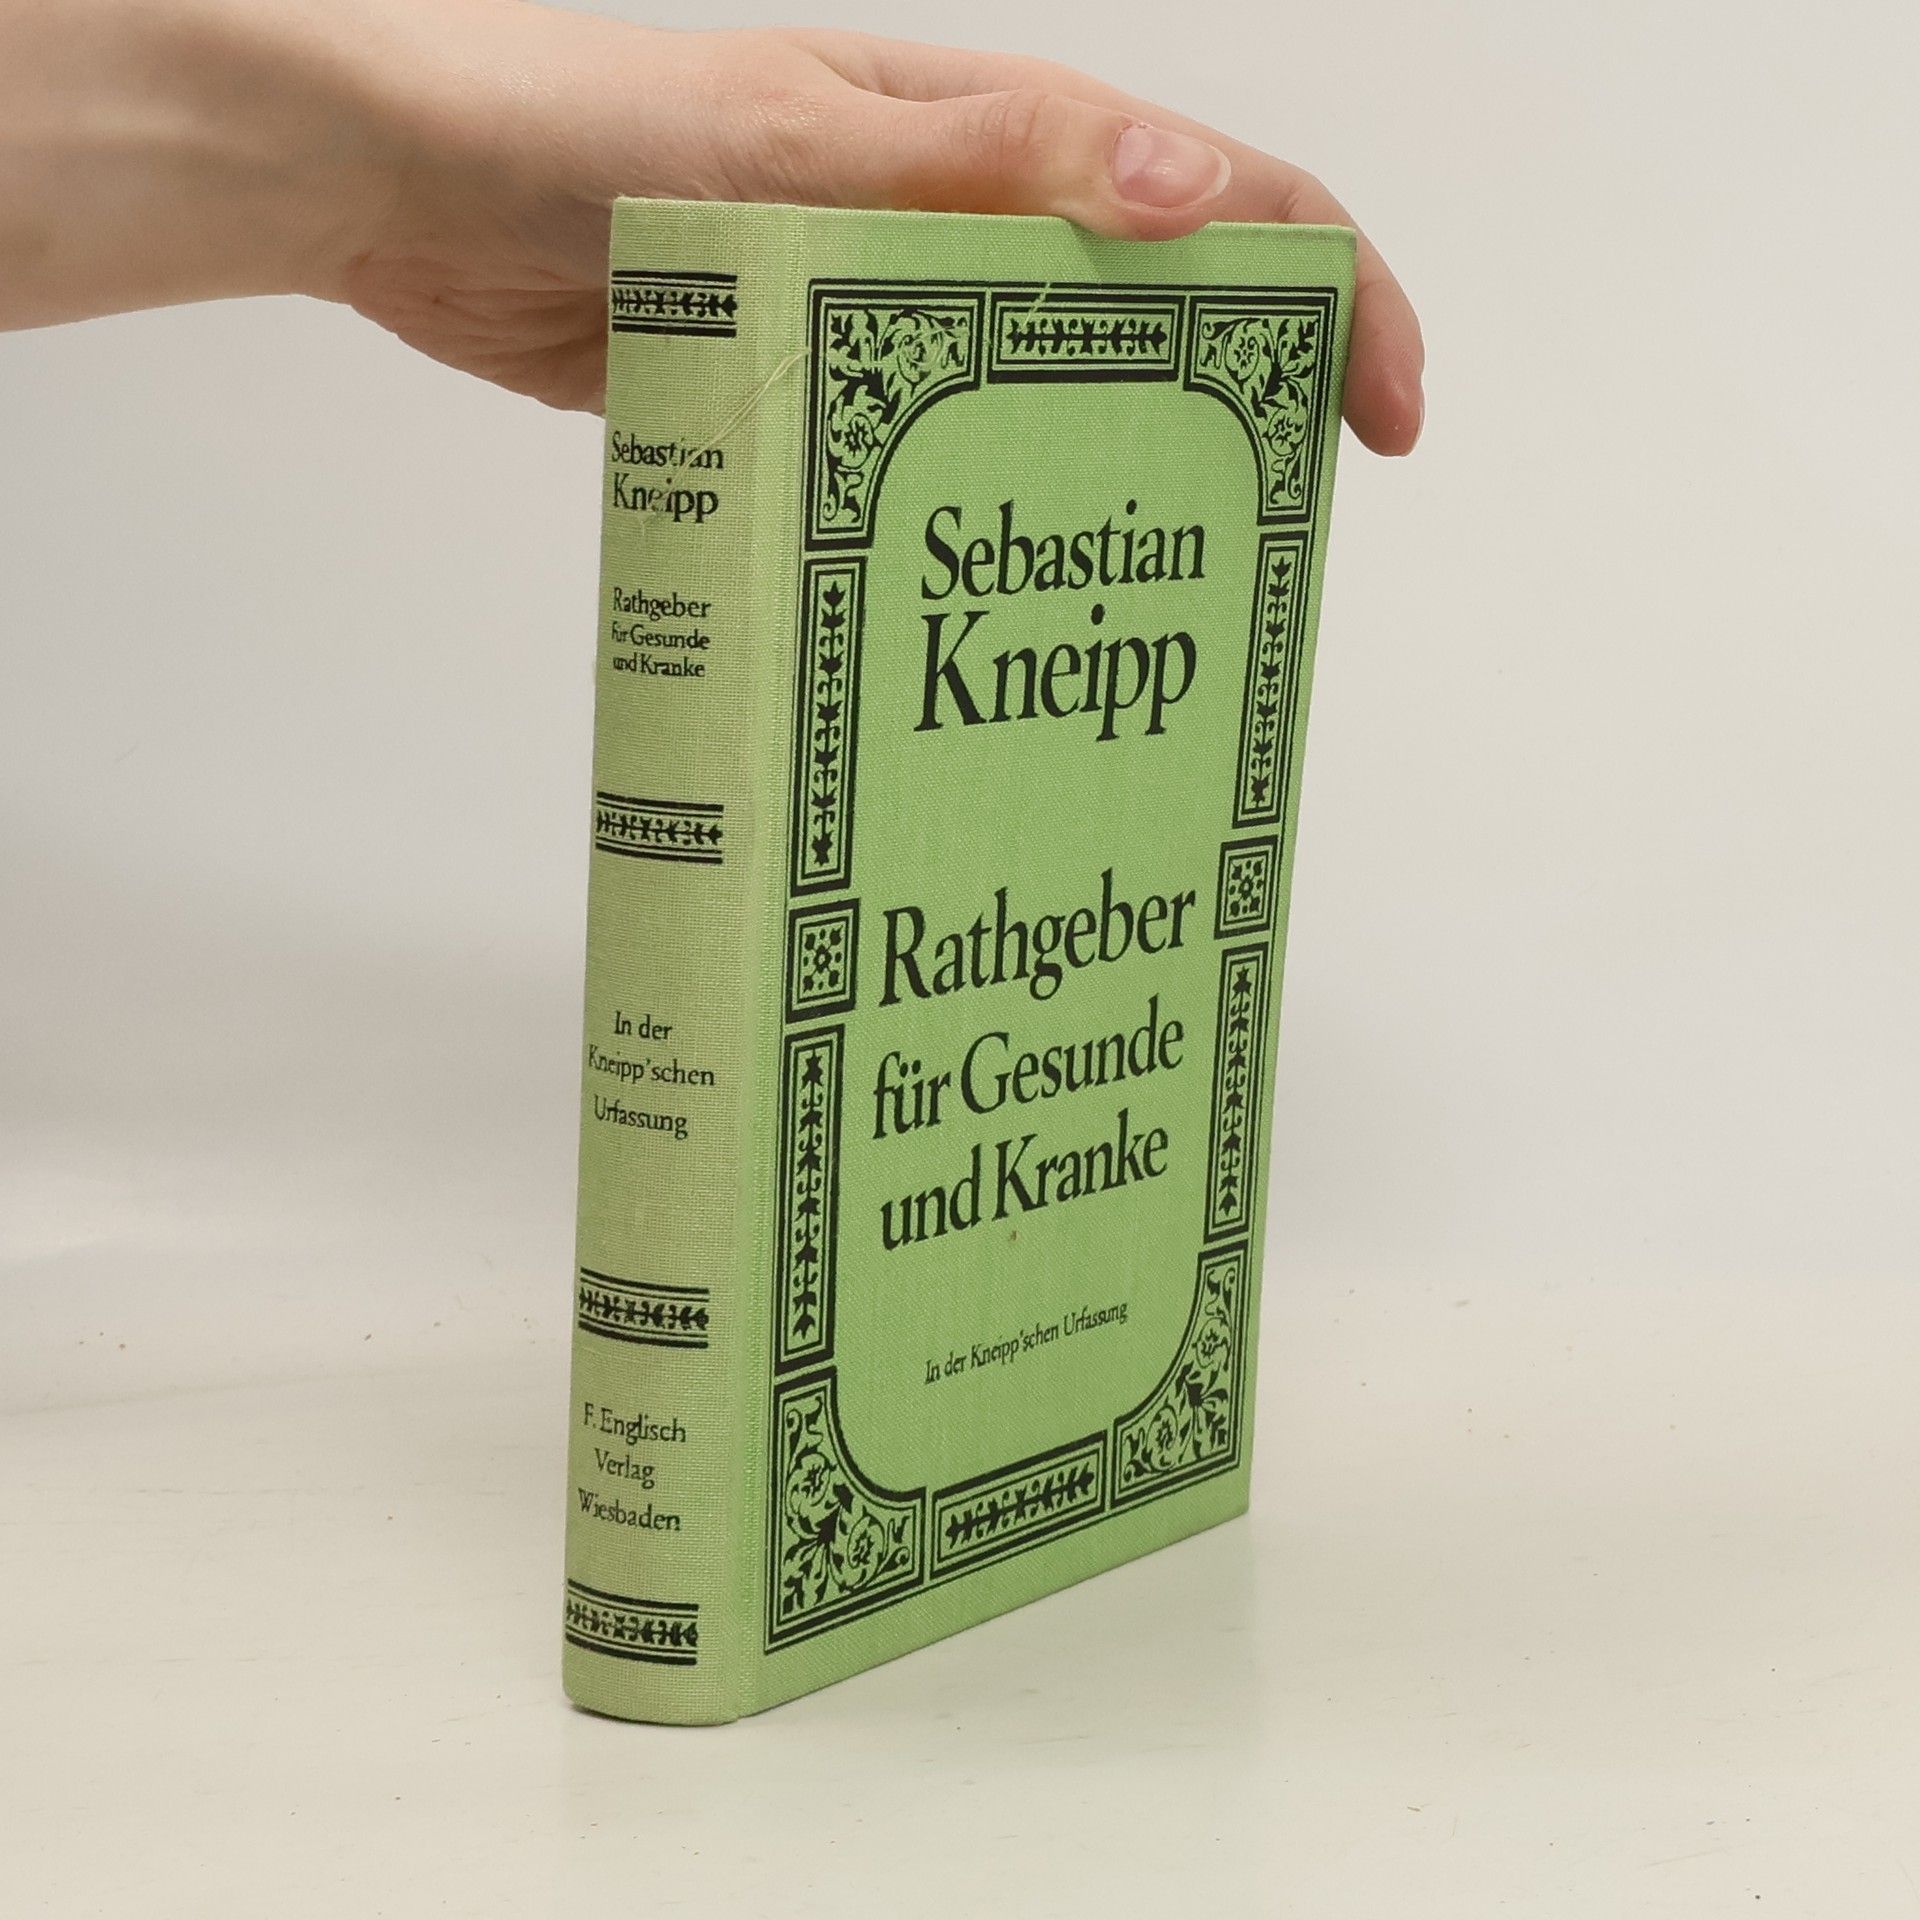 Sebastian
Kneipp
Rathgeber
für Gesunde
und Kranke
In der
Kneipp'schen
Urfassung
F. Englisch
Verlag
Wiesbaden
Sebastian
Kneipp
Rathgeber
für Gesunde
und Kranke
In der Kneipp'schen Urfassung